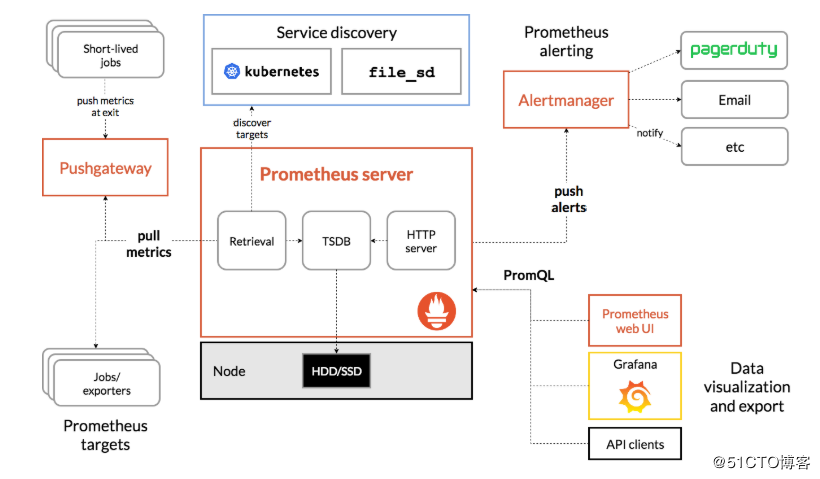 Short-lived
jobs
push metrics
at exit
Pushgateway
pull
metrics
Jobs/
exporters
Prometheus
targets
Service discovery
kubernetes
file_sd
discover
targets
Prometheus server
Retrieval
TSDB
HTTP
server
Node
HDD/SSD
Prometheus
alerting
Alertmanager
pagerduty
Email
etc
notify
push
alerts
PromQL
Prometheus
web UI
Grafana
API clients
Data
visualization
and export
@51CTO博客